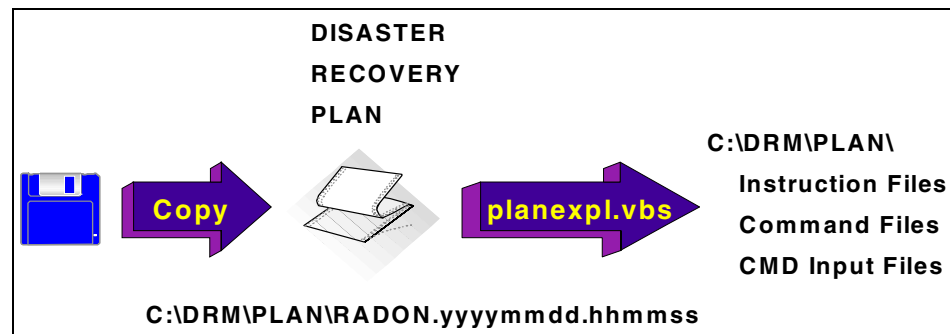 DISASTER
RECOVERY
PLAN
Copy
planexpl.vbs
C:\DRM\PLAN\
Instruction Files
Command Files
CMD Input Files
C:\DRM\PLAN\RADON.yyyymmdd.hhmmss